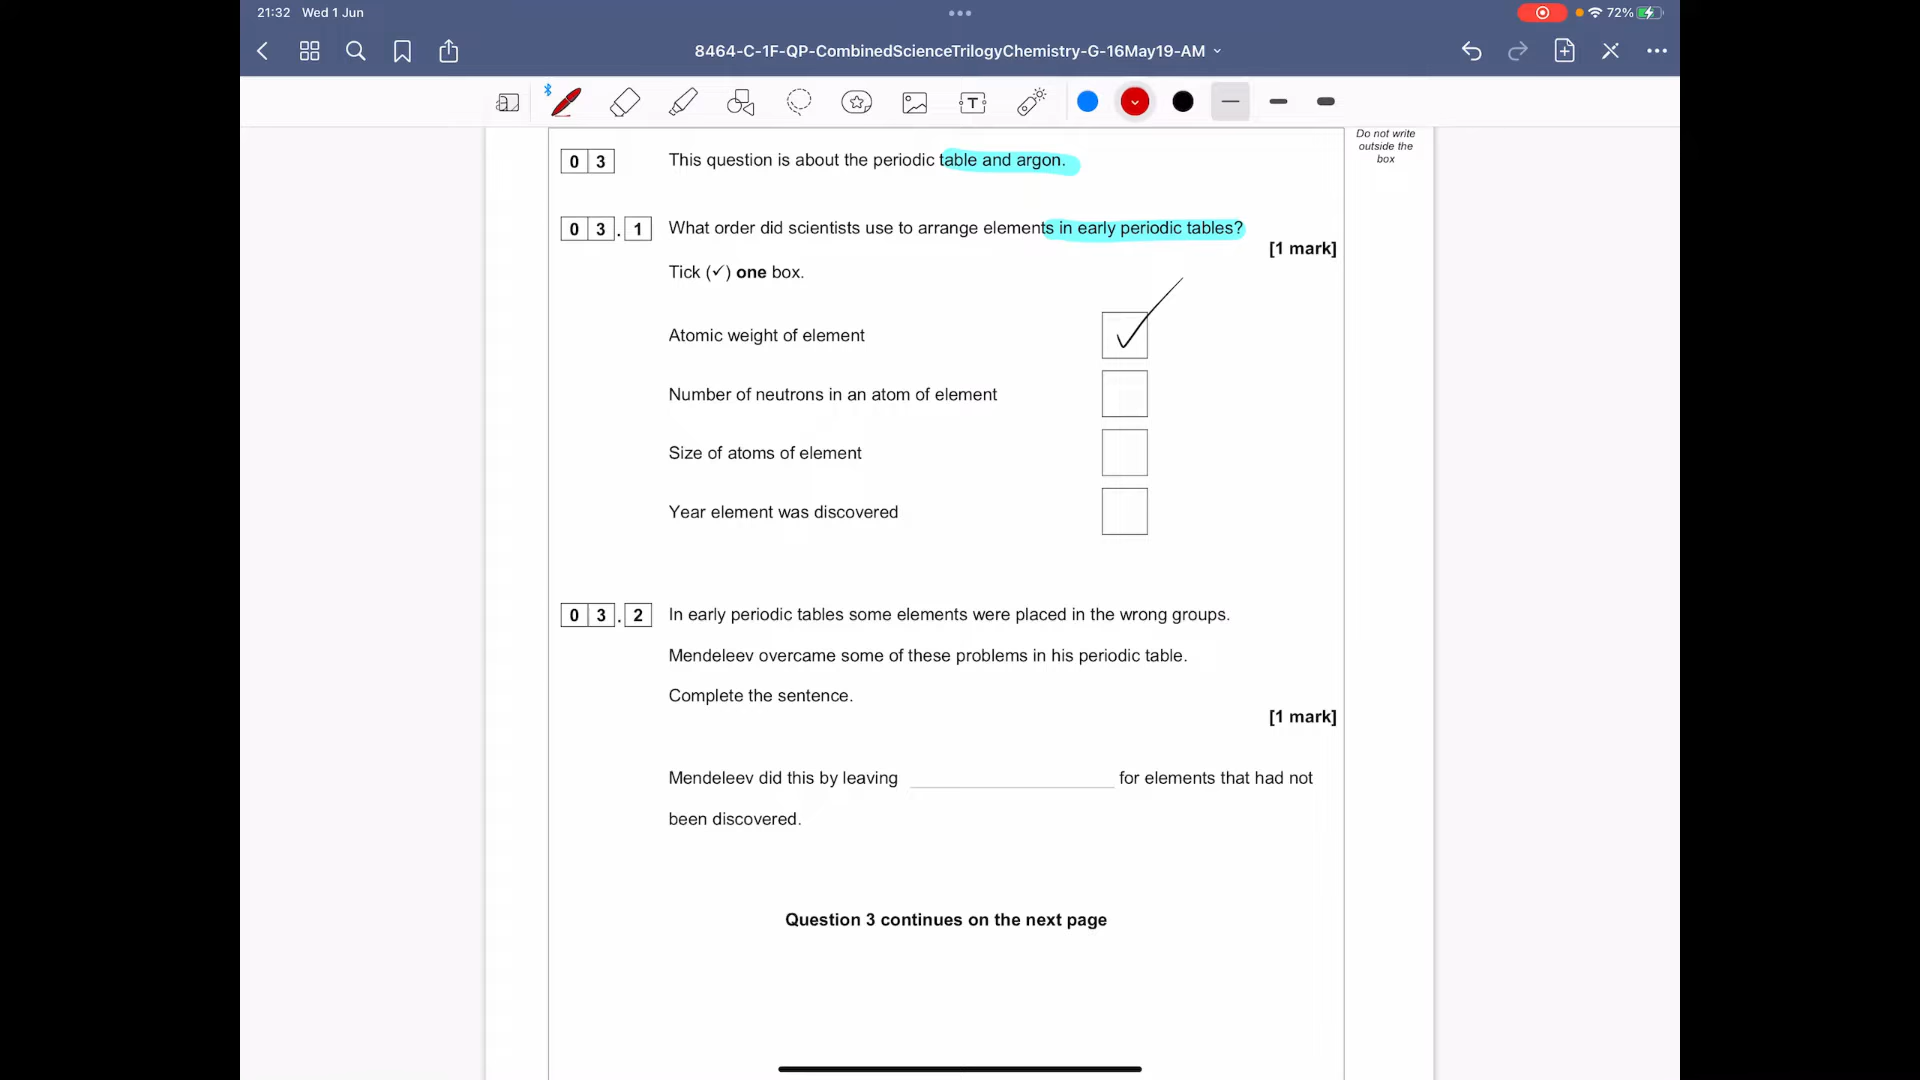 21:32 Wed 1 Jun
72%
8464-C-1F-QP-CombinedScienceTrilogyChemistry-G-16May19-AM
Do not write
outside the
box
0 3 This question is about the periodic table and argon.
0 3 . 1 What order did scientists use to arrange elements in early periodic tables?
[1 mark]
Tick (✓) one box.
Atomic weight of element ✓
Number of neutrons in an atom of element
Size of atoms of element
Year element was discovered
0 3 . 2 In early periodic tables some elements were placed in the wrong groups.
Mendeleev overcame some of these problems in his periodic table.
Complete the sentence.
[1 mark]
Mendeleev did this by leaving ____________________ for elements that had not
been discovered.
Question 3 continues on the next page